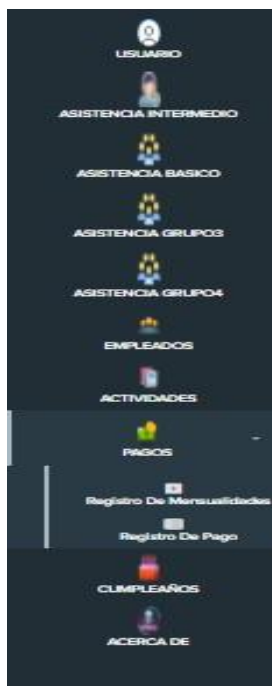 USUARIO
ASISTENCIA INTERMEDIO
ASISTENCIA BASICO
ASISTENCIA GRUPO3
ASISTENCIA GRUPO4
EMPLEADOS
ACTIVIDADES
PAGOS
Registro De Mensualidades
Registro De Pago
CUMPLEAÑOS
ACERCA DE